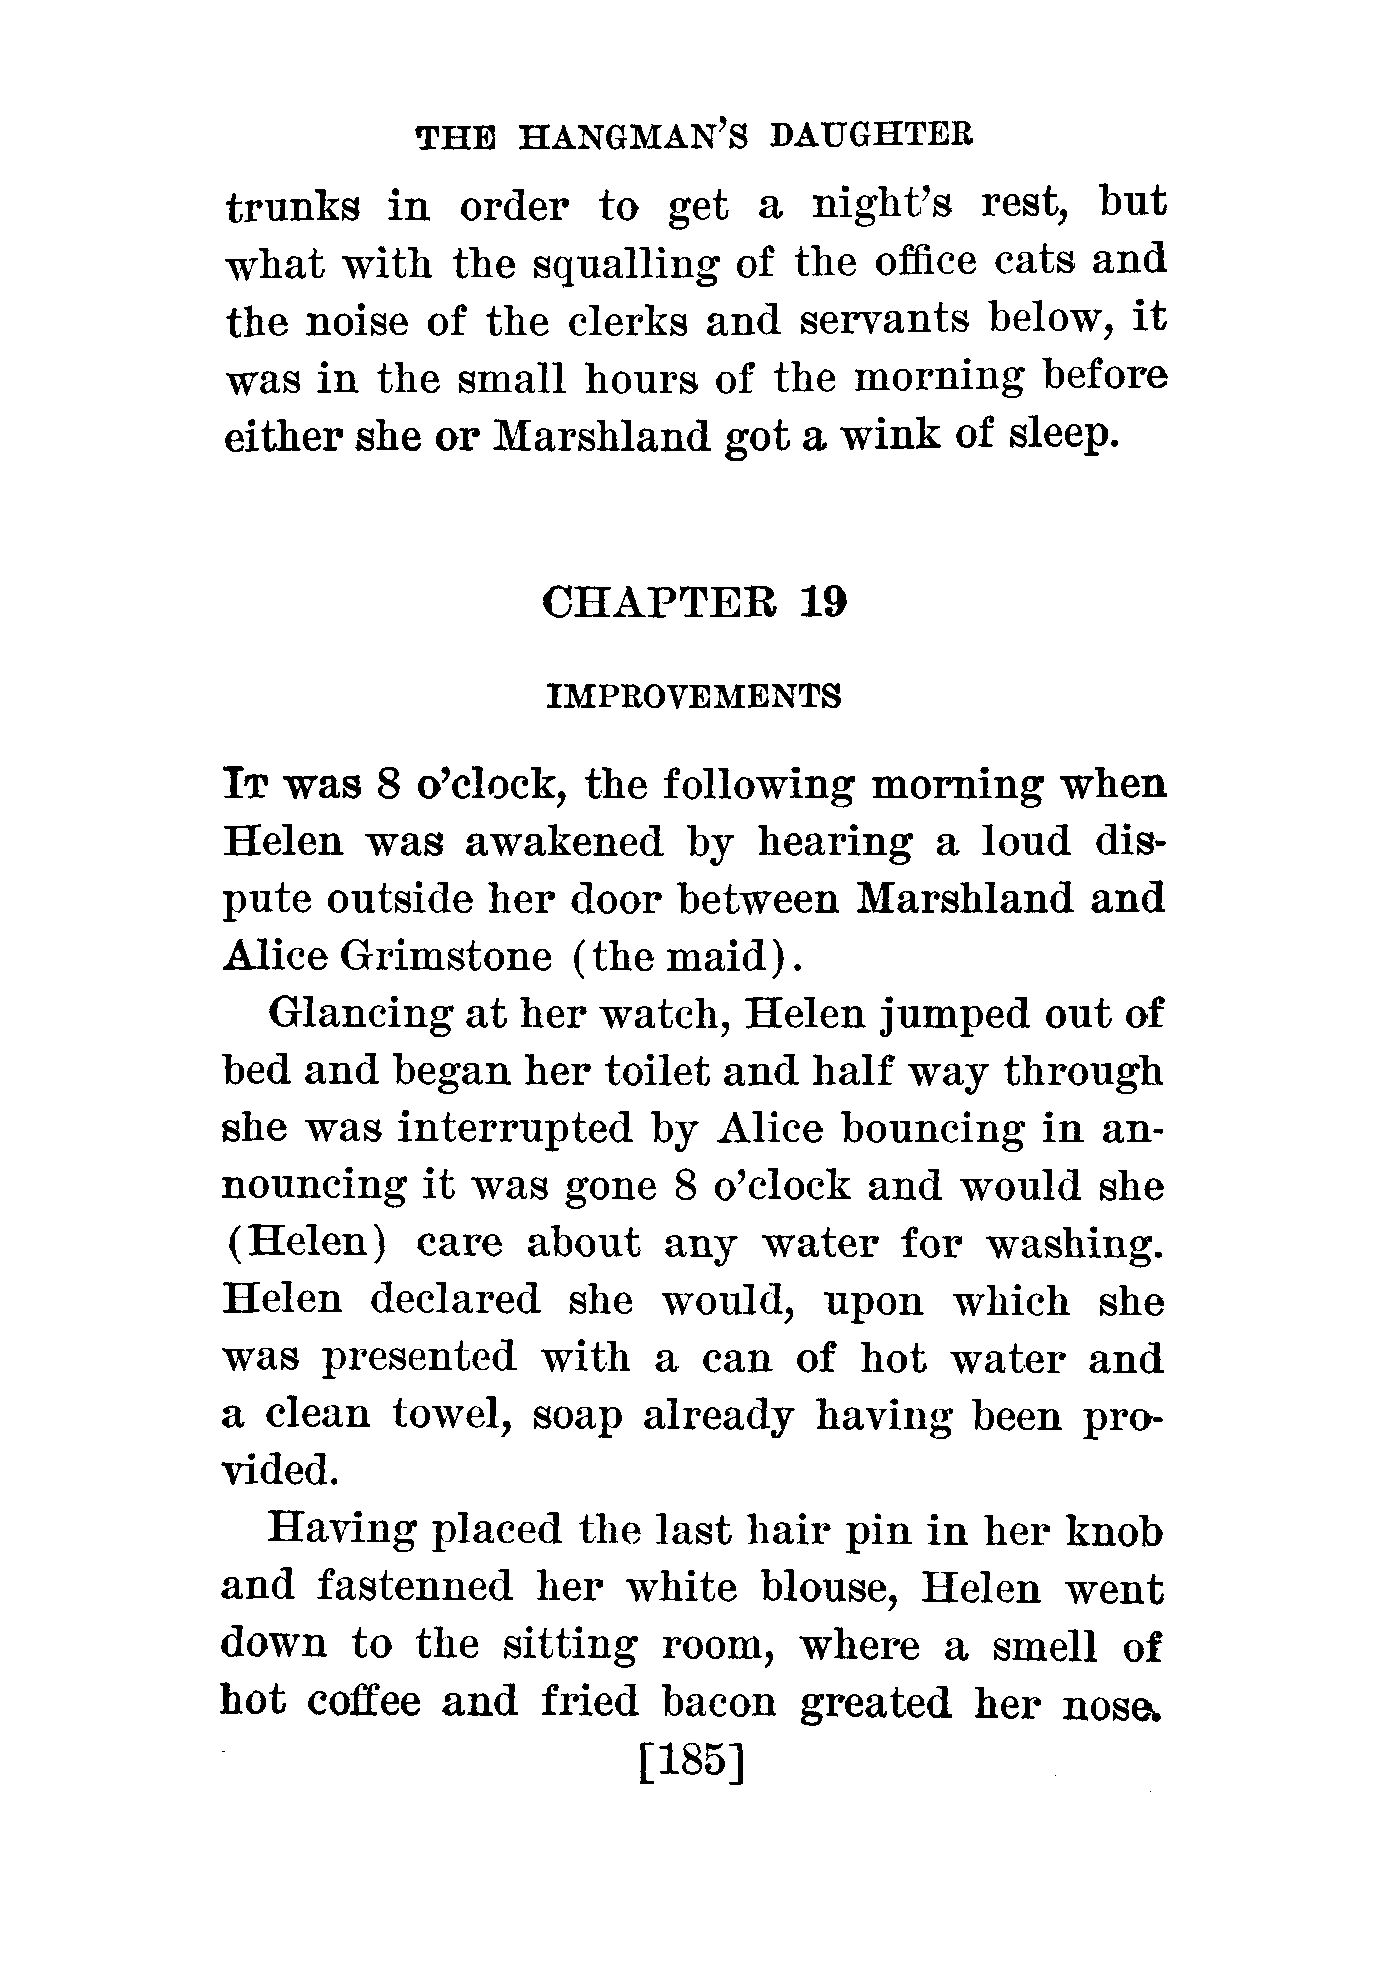 THE HANGMAN'S DAUGHTER
trunks in order to get a night's rest, but
what with the squalling of the office cats and
the noise of the clerks and servants below, it
was in the small hours of the morning before
either she or Marshland got a wink of sleep.
CHAPTER 19
IMPROVEMENTS
IT was 8 o'clock, the following morning when
Helen was awakened by hearing a loud dis-
pute outside her door between Marshland and
Alice Grimstone (the maid).
Glancing at her watch, Helen jumped out of
bed and began her toilet and half way through
she was interrupted by Alice bouncing in an-
nouncing it was gone 8 o'clock and would she
(Helen) care about any water for washing.
Helen declared she would, upon which she
was presented with a can of hot water and
a clean towel, soap already having been pro-
vided.
Having placed the last hair pin in her knob
and fastenned her white blouse, Helen went
down to the sitting room, where a smell of
hot coffee and fried bacon greated her nose.
[185]